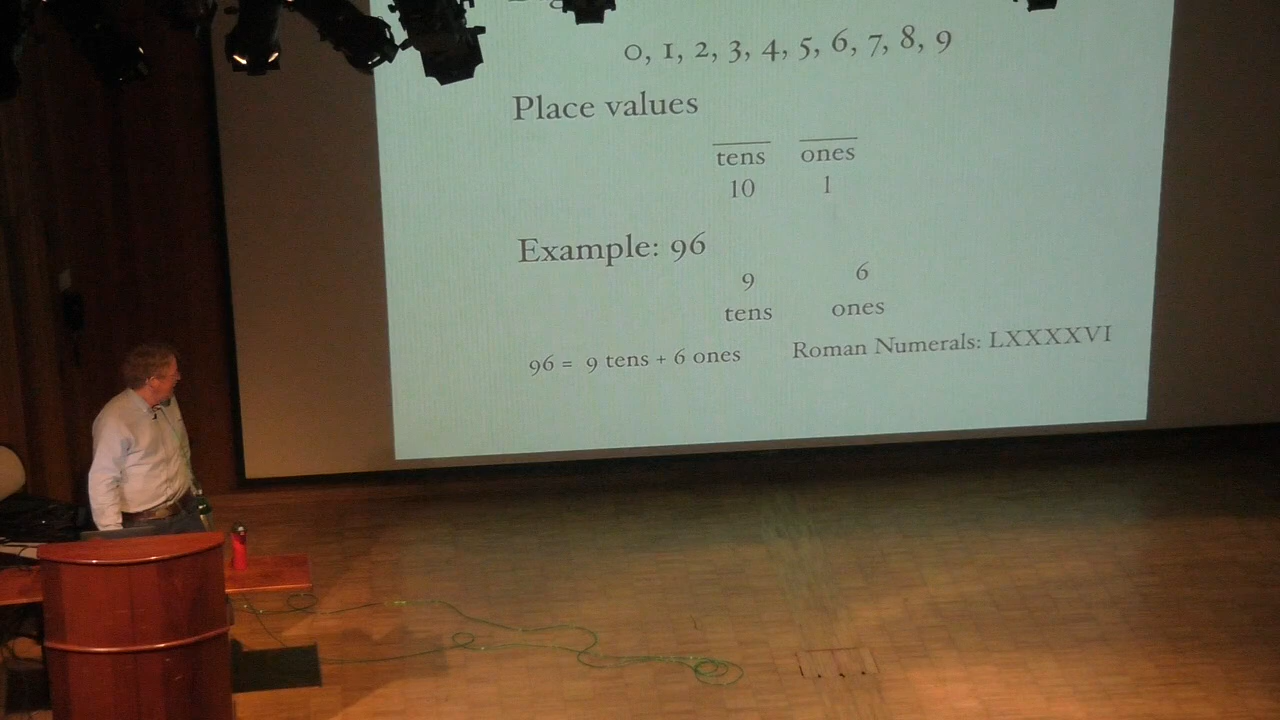 0, 1, 2, 3, 4, 5, 6, 7, 8, 9
Place values
tens ones
10 1
Example: 96
9 6
tens ones
96 = 9 tens + 6 ones
Roman Numerals: LXXXXVI